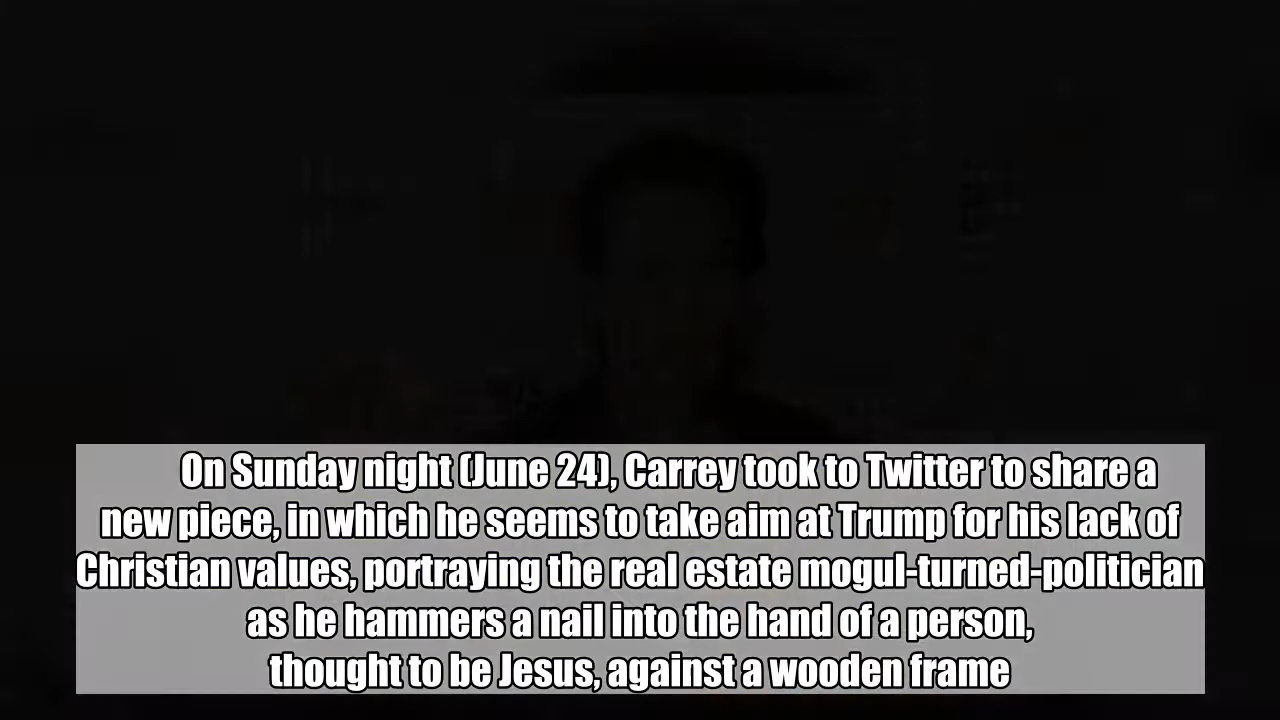 On Sunday night (June 24), Carrey took to Twitter to share a
new piece, in which he seems to take aim at Trump for his lack of
Christian values, portraying the real estate mogul-turned-politician
as he hammers a nail into the hand of a person,
thought to be Jesus, against a wooden frame